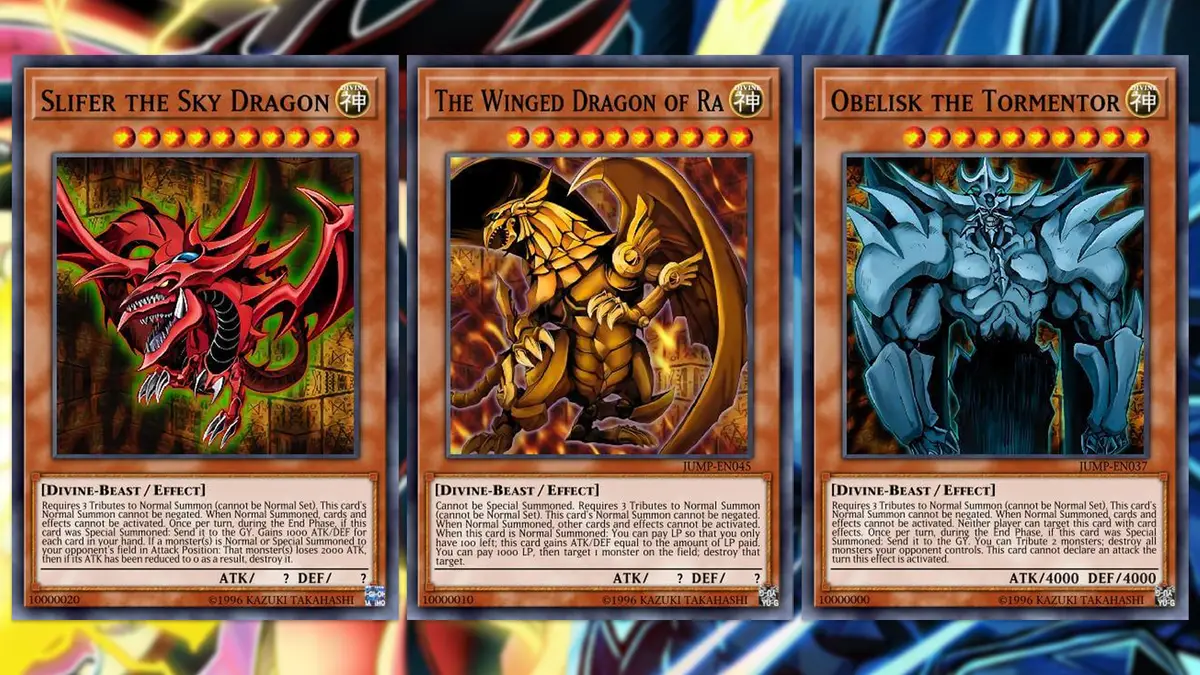 SLIFER THE SKY DRAGON
DIVINE
神
[DIVINE-BEAST / EFFECT]
Requires 3 Tributes to Normal Summon (cannot be Normal Set). This card's
Normal Summon cannot be negated. When Normal Summoned, cards and
effects cannot be activated. Once per turn, during the End Phase, if this
card was Special Summoned: Send it to the GY. Gains 1000 ATK/DEF for
each card in your hand. If a monster(s) is Normal or Special Summoned to
your opponent's field in Attack Position: That monster(s) loses 2000 ATK,
then if its ATK has been reduced to 0 as a result, destroy it.
ATK/ ? DEF/ ?
10000020
©1996 KAZUKI TAKAHASHI
THE WINGED DRAGON OF RA
DIVINE
神
JUMP-EN045
[DIVINE-BEAST / EFFECT]
Cannot be Special Summoned. Requires 3 Tributes to Normal Summon
(cannot be Normal Set). This card's Normal Summon cannot be negated.
When Normal Summoned, other cards and effects cannot be activated.
When this card is Normal Summoned: You can pay LP so that you only
have 100 left; this card gains ATK/DEF equal to the amount of LP paid.
You can pay 1000 LP, then target 1 monster on the field; destroy that
target.
ATK/ ? DEF/ ?
10000010
©1996 KAZUKI TAKAHASHI
OBELISK THE TORMENTOR
DIVINE
神
JUMP-EN037
[DIVINE-BEAST / EFFECT]
Requires 3 Tributes to Normal Summon (cannot be Normal Set). This card's
Normal Summon cannot be negated. When Normal Summoned, cards and
effects cannot be activated. Neither player can target this card with card
effects. Once per turn, during the End Phase, if this card was Special
Summoned: Send it to the GY. You can Tribute 2 monsters; destroy all
monsters your opponent controls. This card cannot declare an attack the
turn this effect is activated.
ATK/4000 DEF/4000
10000000
©1996 KAZUKI TAKAHASHI